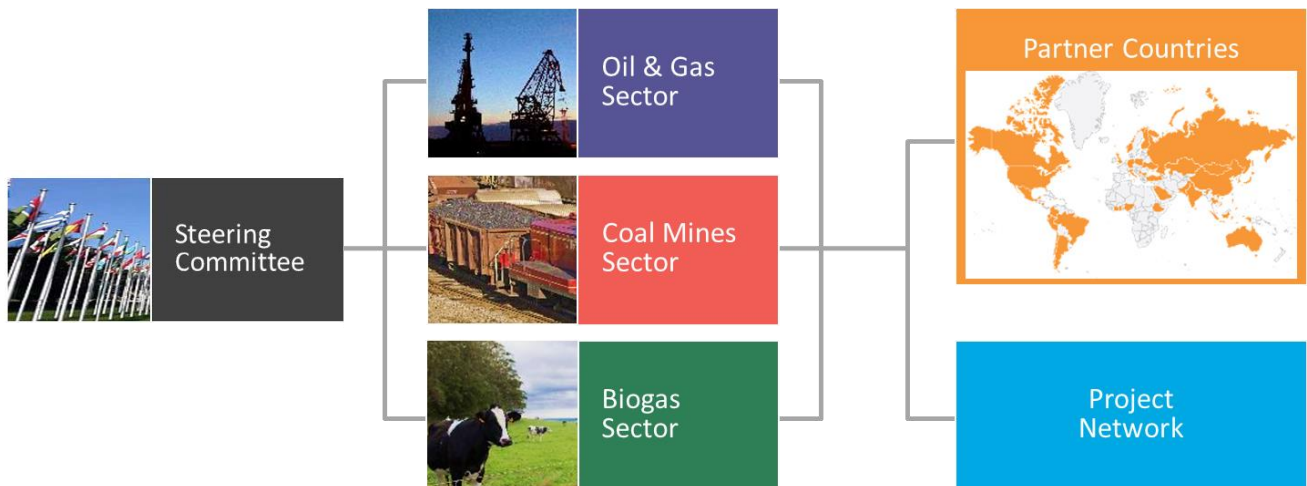 Steering
Committee
Oil & Gas
Sector
Coal Mines
Sector
Biogas
Sector
Partner Countries
Project
Network